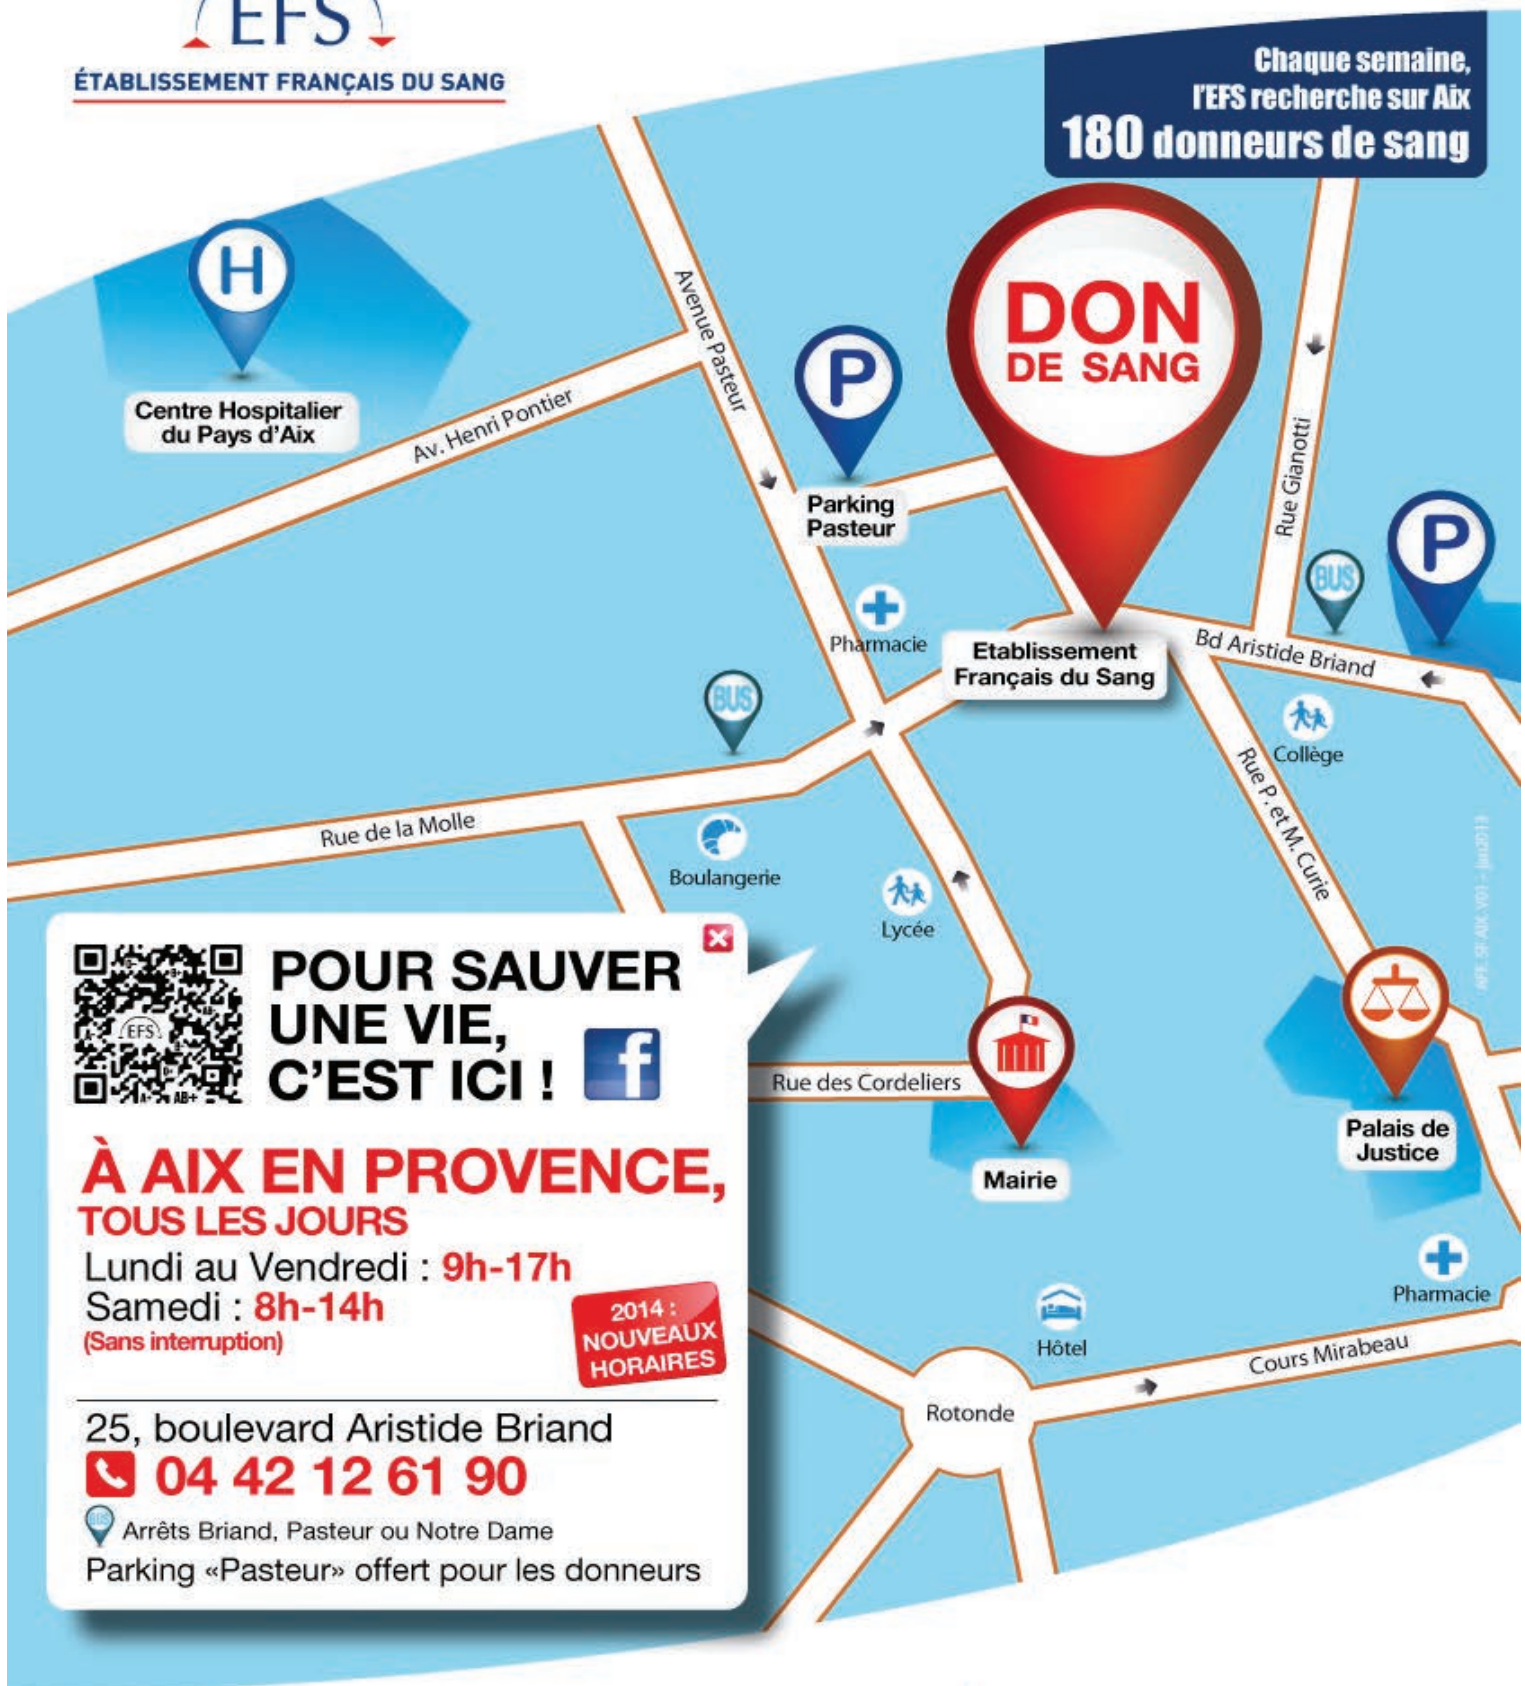 EFS
ÉTABLISSEMENT FRANÇAIS DU SANG
Chaque semaine,
l'EFS recherche sur Aix
180 donneurs de sang
H
Centre Hospitalier
du Pays d'Aix
Av. Henri Pontier
Avenue Pasteur
P
Parking
Pasteur
DON
DE SANG
Rue Gianotti
P
BUS
Pharmacie
Etablissement
Français du Sang
Bd Aristide Briand
BUS
Collège
Rue P. et M. Curie
Rue de la Molle
Boulangerie
Lycée
EFS
POUR SAUVER
UNE VIE,
C'EST ICI !
f
Rue des Cordeliers
Mairie
Palais de
Justice
À AIX EN PROVENCE,
TOUS LES JOURS
Lundi au Vendredi : 9h-17h
Samedi : 8h-14h
(Sans interruption)
2014 :
NOUVEAUX
HORAIRES
Pharmacie
Hôtel
Cours Mirabeau
Rotonde
25, boulevard Aristide Briand
04 42 12 61 90
BUS
Arrêts Briand, Pasteur ou Notre Dame
Parking «Pasteur» offert pour les donneurs